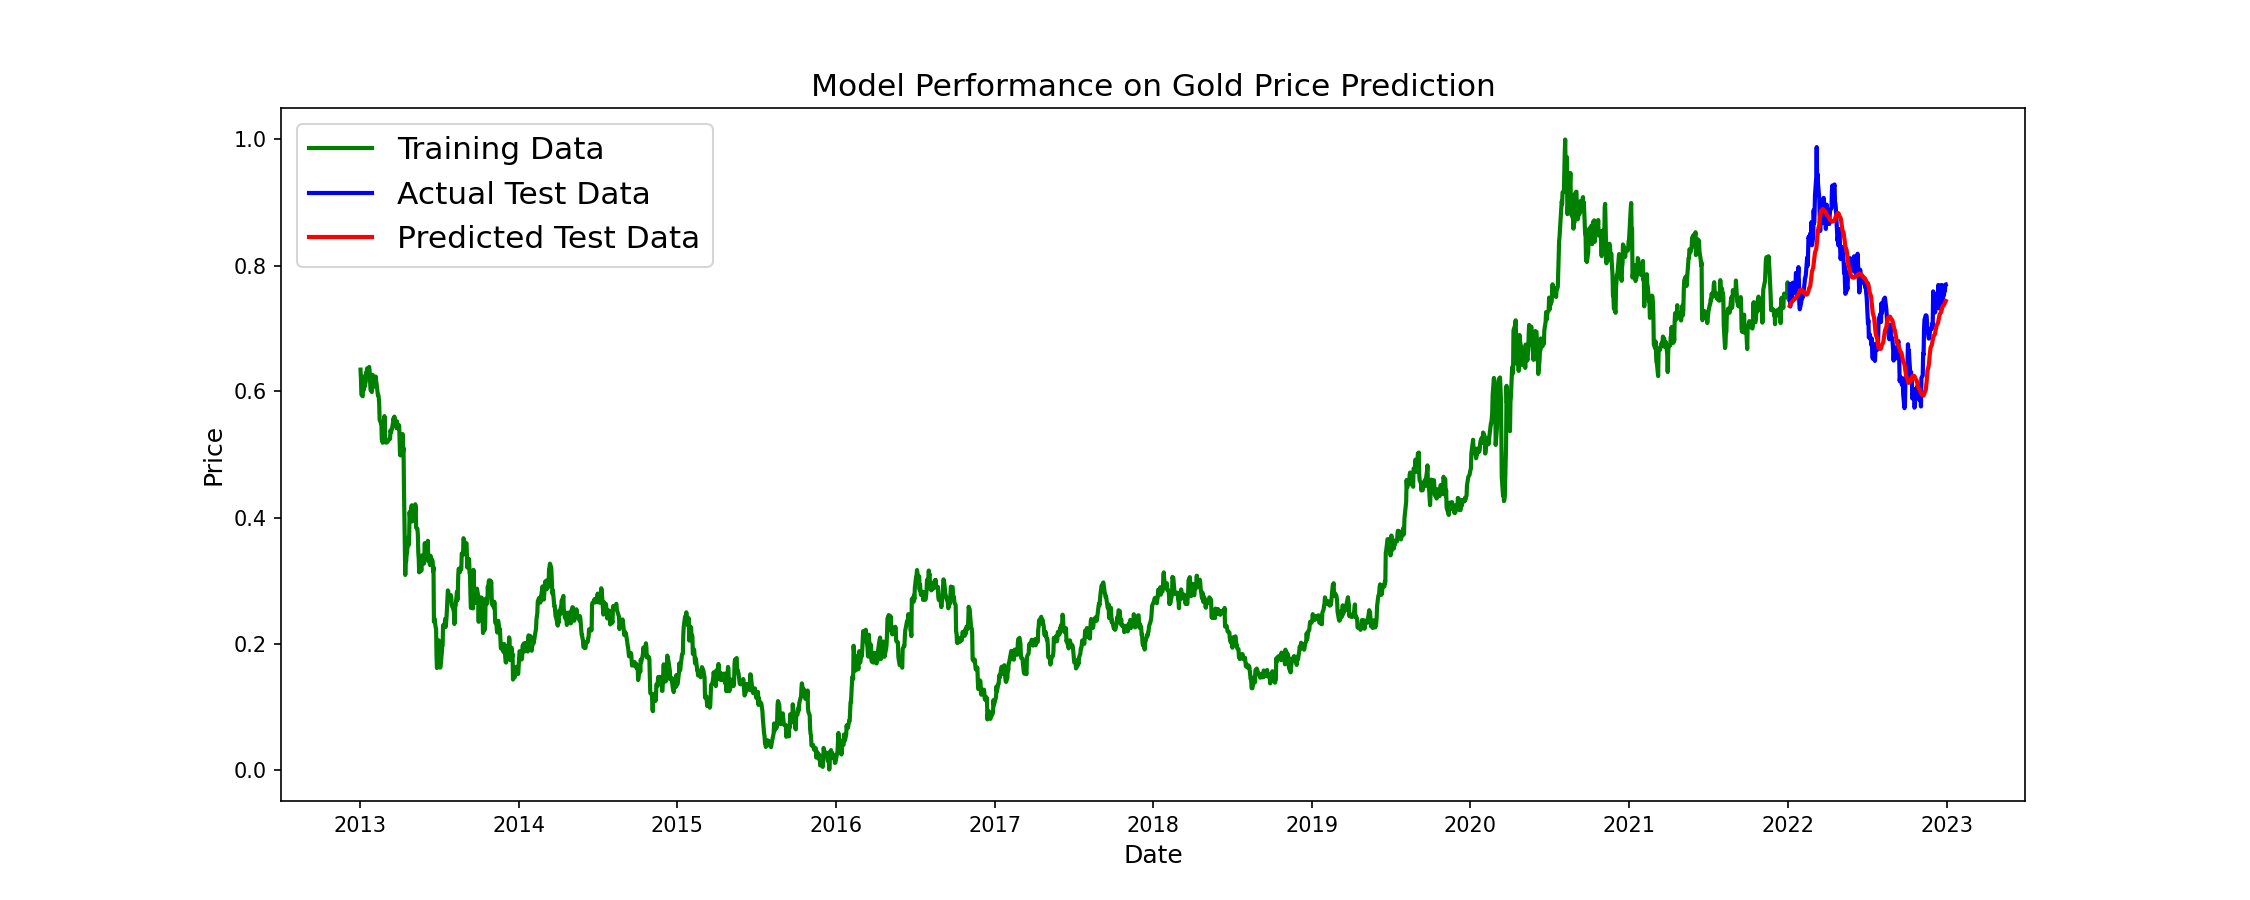 Model Performance on Gold Price Prediction
Training Data
Actual Test Data
Predicted Test Data
Price
1.0
0.8
0.6
0.4
0.2
0.0
2013 2014 2015 2016 2017 2018 2019 2020 2021 2022 2023
Date